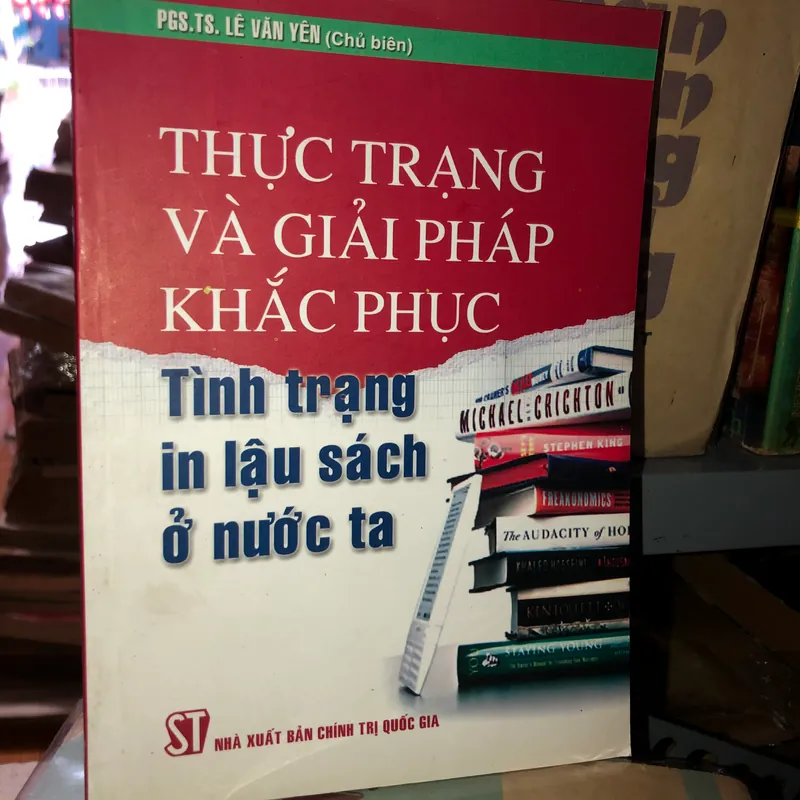 PGS.TS. LÊ VĂN YÊN (Chủ biên)
THỰC TRẠNG
VÀ GIẢI PHÁP
KHẮC PHỤC
Tình trạng
in lậu sách
ở nước ta
MICHAEL CRICHTON
STEPHEN KING
FREAKONOMICS
The AUDACITY of HO
KHALED HOSSEINI
STAYING YOUNG
ST NHÀ XUẤT BẢN CHÍNH TRỊ QUỐC GIA